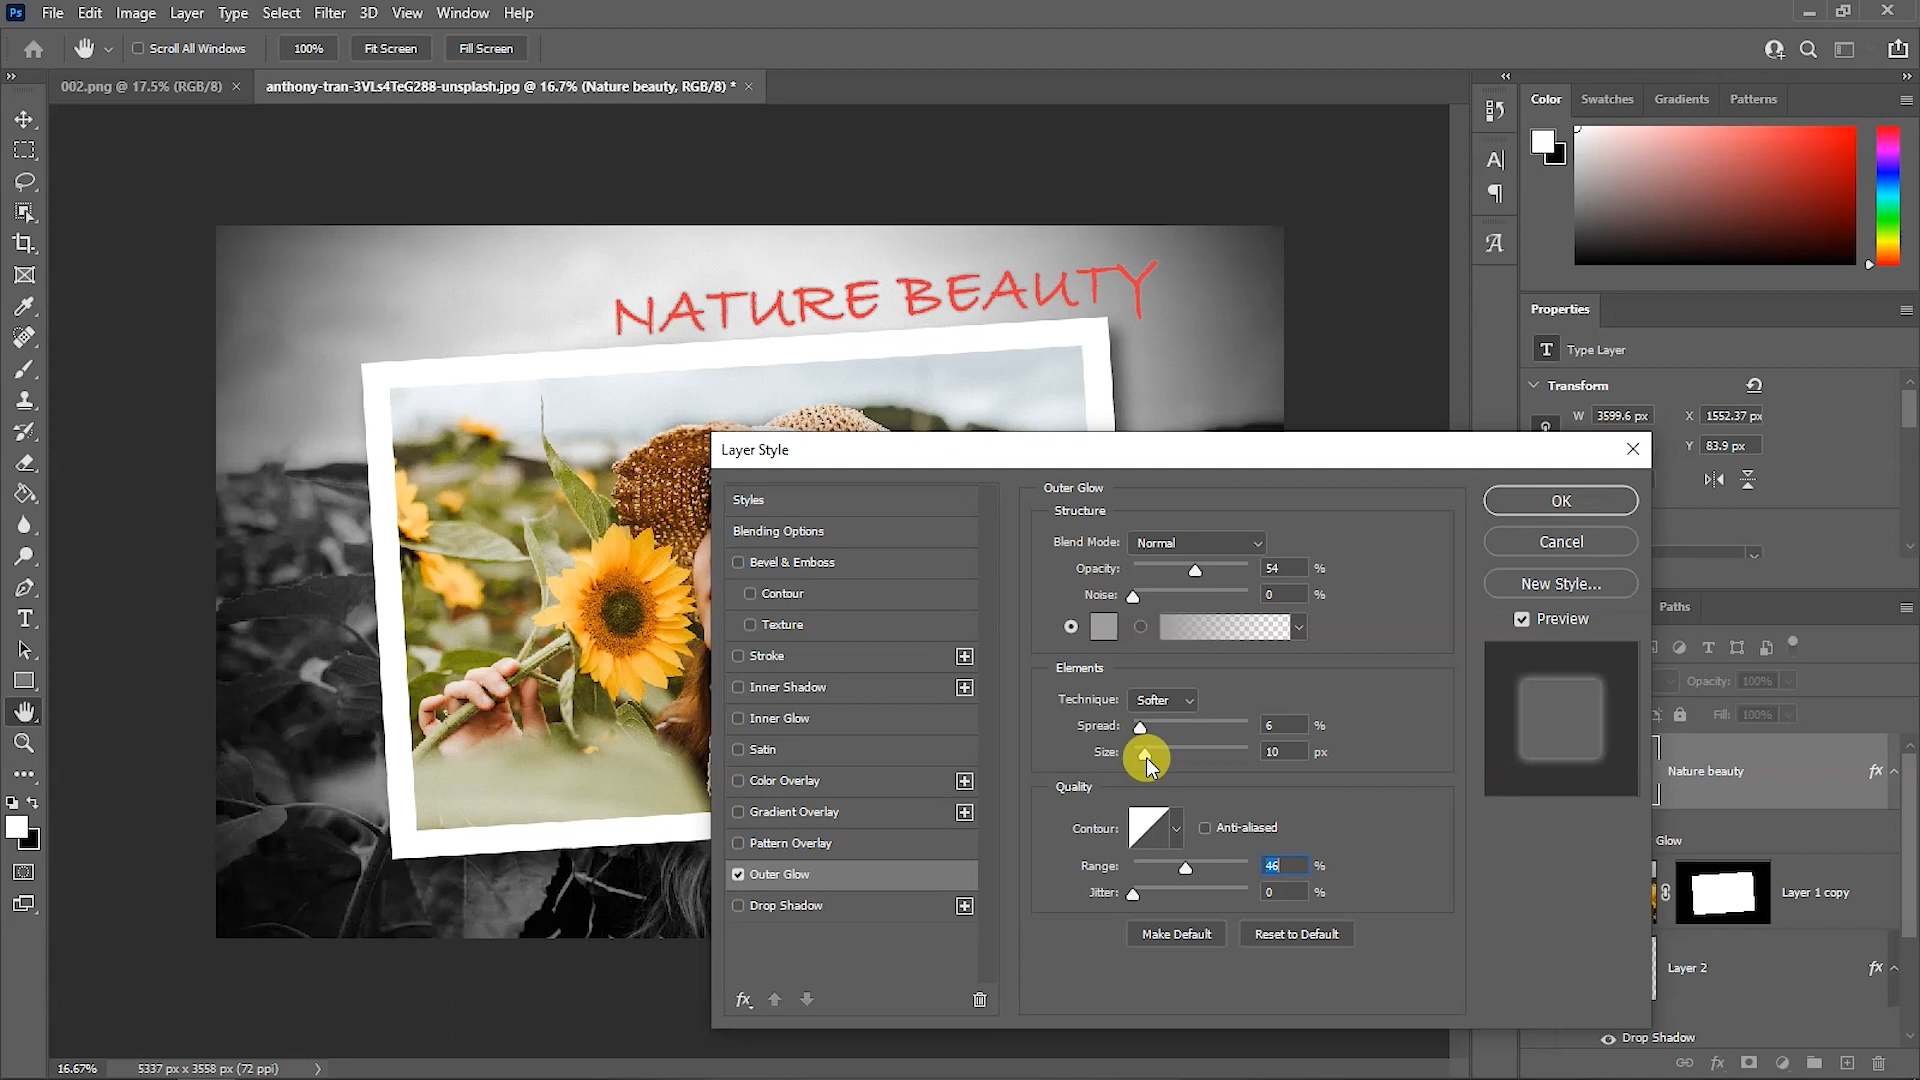 Ps File Edit Image Layer Type Select Filter 3D View Window Help
Scroll All Windows 100% Fit Screen Fill Screen
002.png @ 17.5% (RGB/8) × anthony-tran-3VLs4TeG288-unsplash.jpg @ 16.7% (Nature beauty, RGB/8) * ×
Color Swatches Gradients Patterns
NATURE BEAUTY
Properties
T Type Layer
Transform
W 3599.6 px X 1552.37 px
Y 83.9 px
Layer Style
Styles
Blending Options
Bevel & Emboss
Contour
Texture
Stroke
Inner Shadow
Inner Glow
Satin
Color Overlay
Gradient Overlay
Pattern Overlay
Outer Glow
Drop Shadow
fx
Outer Glow
Structure
Blend Mode: Normal
Opacity: 54 %
Noise: 0 %
Elements
Technique: Softer
Spread: 6 %
Size: 10 px
Quality
Contour: Anti-aliased
Range: 46 %
Jitter: 0 %
Make Default Reset to Default
OK
Cancel
New Style...
Preview
Paths
Opacity: 100%
Fill: 100%
Nature beauty fx
Glow
Layer 1 copy
Layer 2 fx
Drop Shadow
fx
16.67% 5337 px x 3558 px (72 ppi)